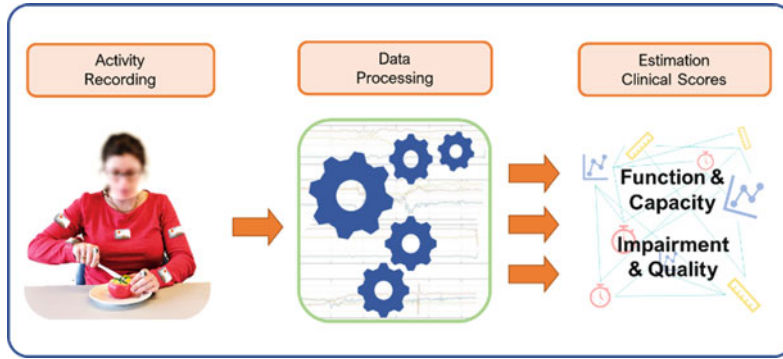 Activity
Recording
Data
Processing
Estimation
Clinical Scores
Function &
Capacity
Impairment
& Quality